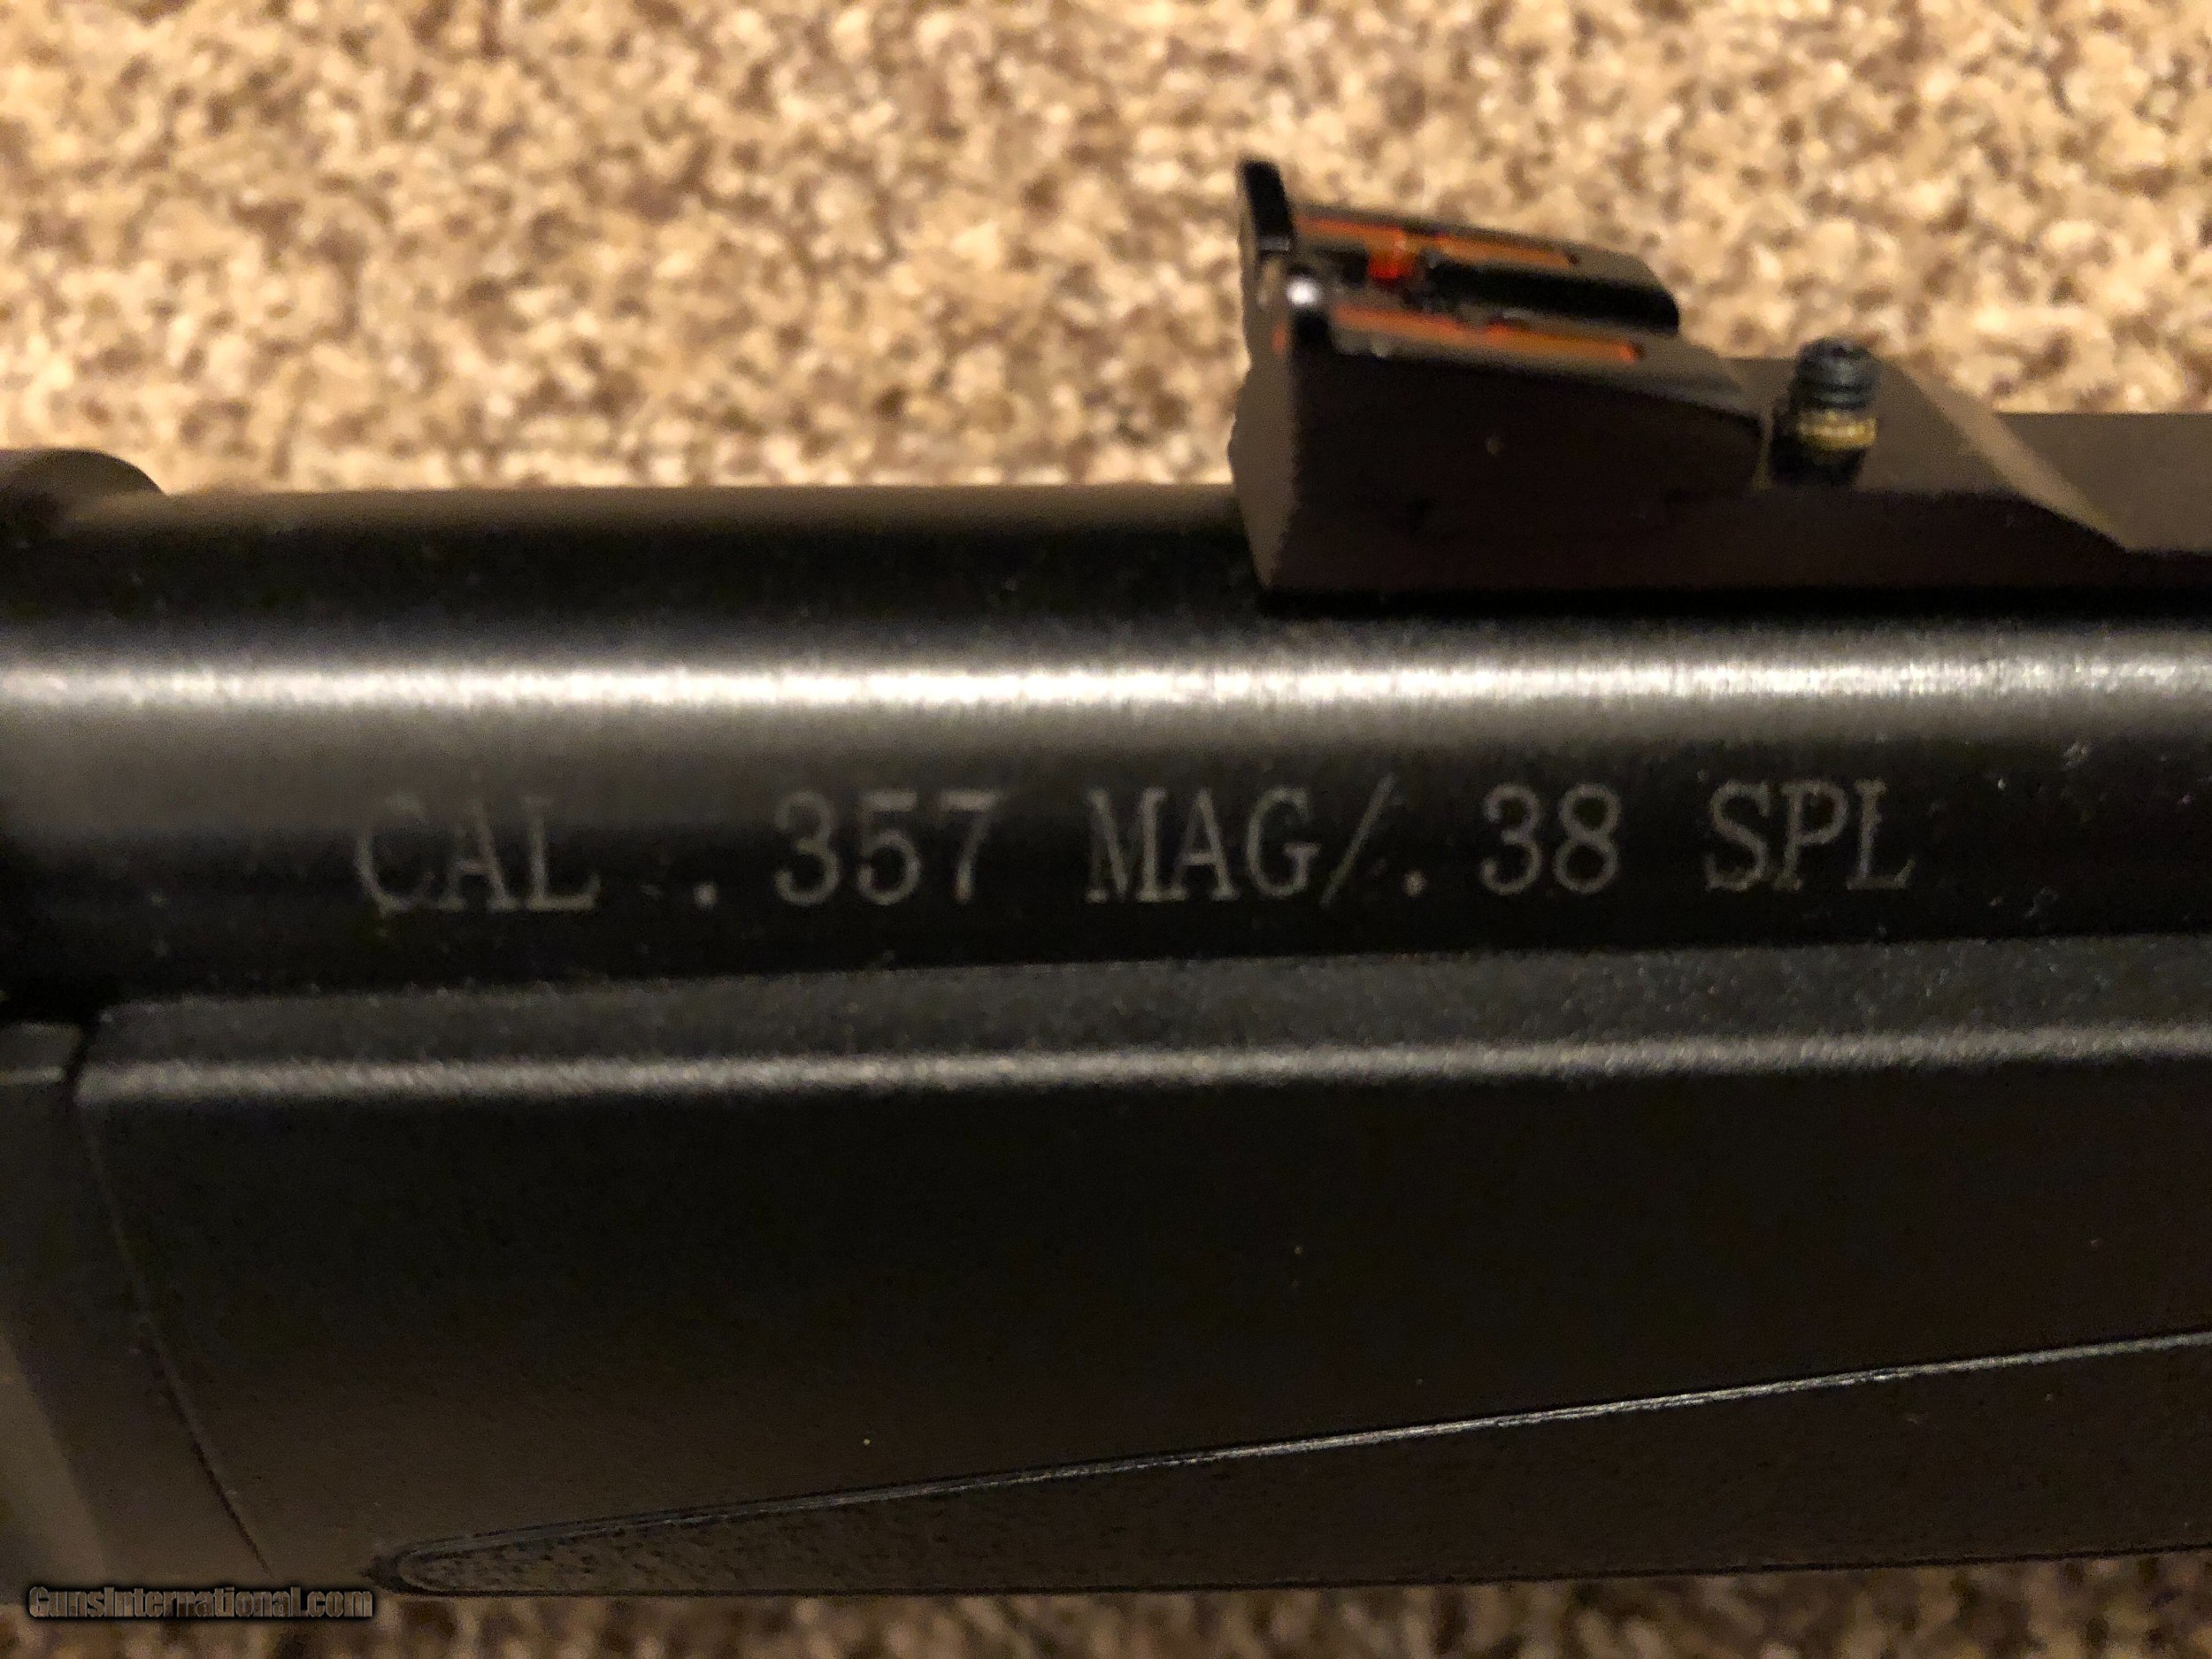 CAL .357 MAG/.38 SPL
GunsInternational.com